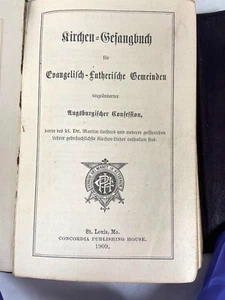 Kirchen-Gesangbuch
für
Evangelisch-Lutherische Gemeinden
ungeänderter
Augsburgischer Confession,
darin des sel. Dr. Martin Luthers und anderer geistreichen
Lehrer gebräuchlichste Kirchen-Lieder enthalten sind.
St. Louis, Mo.
CONCORDIA PUBLISHING HOUSE.
1909.